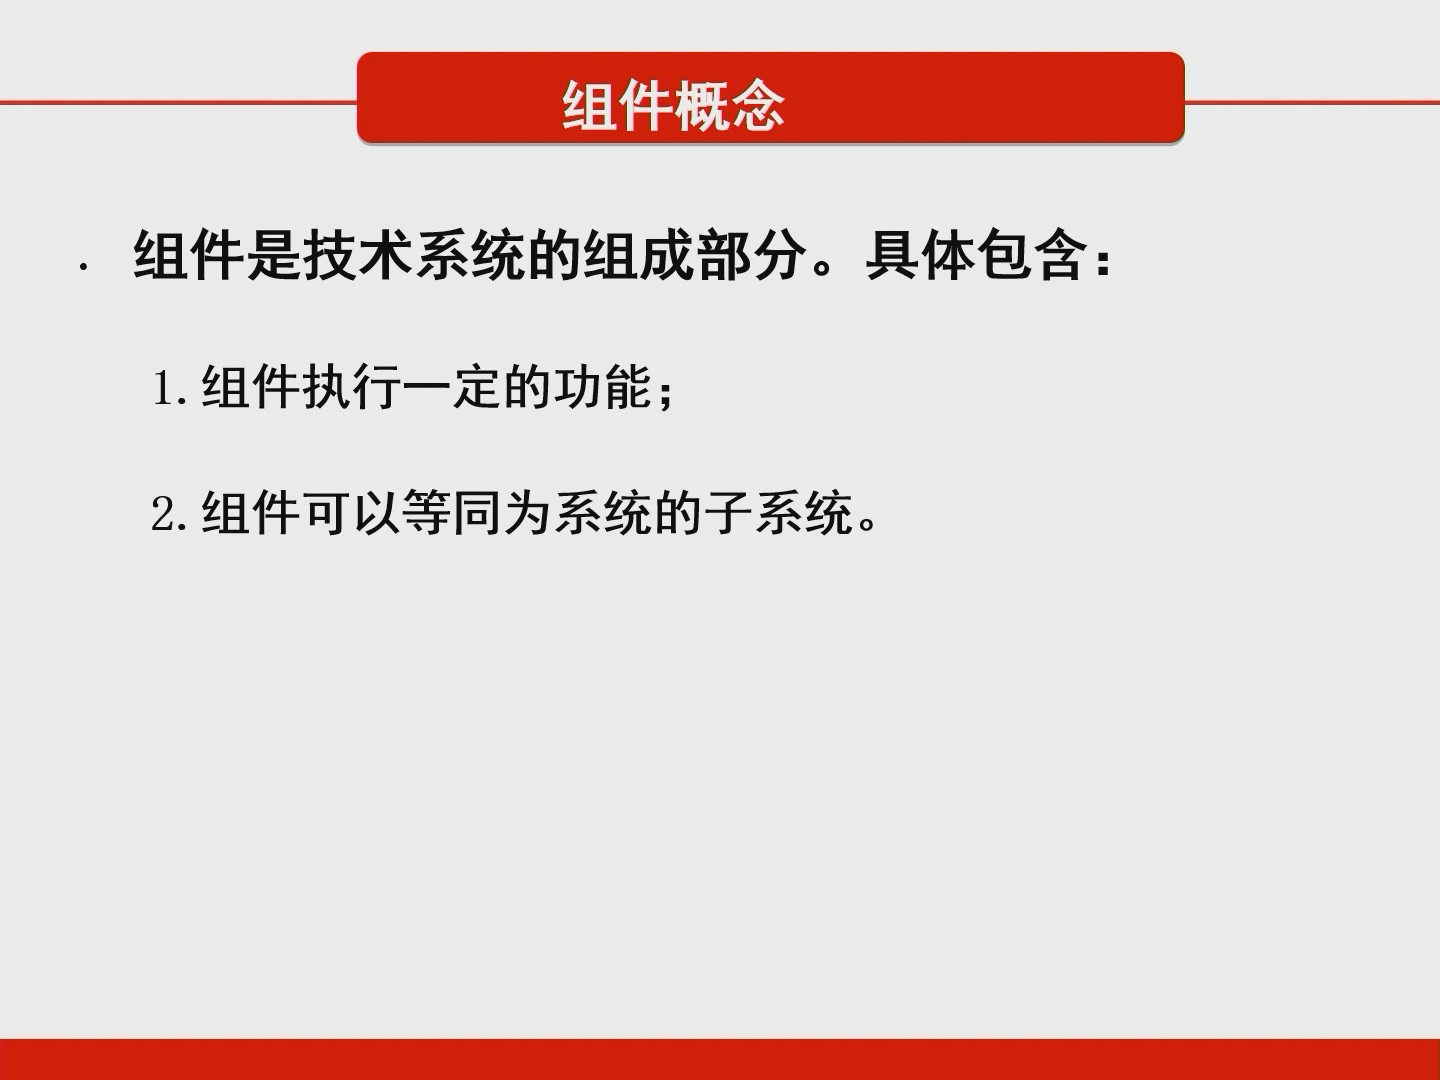 组件概念
· 组件是技术系统的组成部分。具体包含：
1.组件执行一定的功能；
2.组件可以等同为系统的子系统。